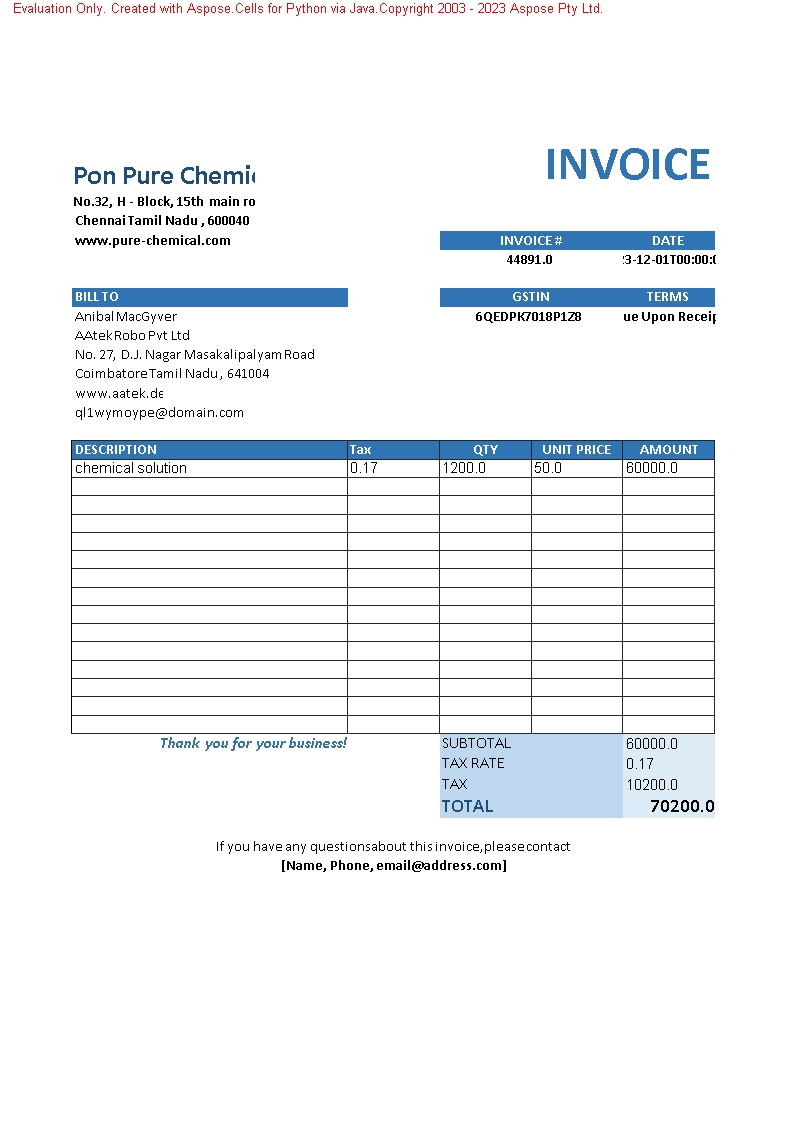 Evaluation Only. Created with Aspose.Cells for Python via Java.Copyright 2003 - 2023 Aspose Pty Ltd.
INVOICE
Pon Pure Chemi
No.32, H - Block, 15th main ro
Chennai Tamil Nadu , 600040
www.pure-chemical.com
INVOICE # DATE
44891.0 3-12-01T00:00:0
BILL TO GSTIN TERMS
Anibal MacGyver 6QEDPK7018P1Z8 ue Upon Receip
AAtek Robo Pvt Ltd
No. 27, D.J. Nagar Masakalipalyam Road
Coimbatore Tamil Nadu , 641004
www.aatek.de
ql1wymoype@domain.com
DESCRIPTION Tax QTY UNIT PRICE AMOUNT
chemical solution 0.17 1200.0 50.0 60000.0
Thank you for your business! SUBTOTAL 60000.0
TAX RATE 0.17
TAX 10200.0
TOTAL 70200.0
If you have any questions about this invoice, please contact
[Name, Phone, email@address.com]